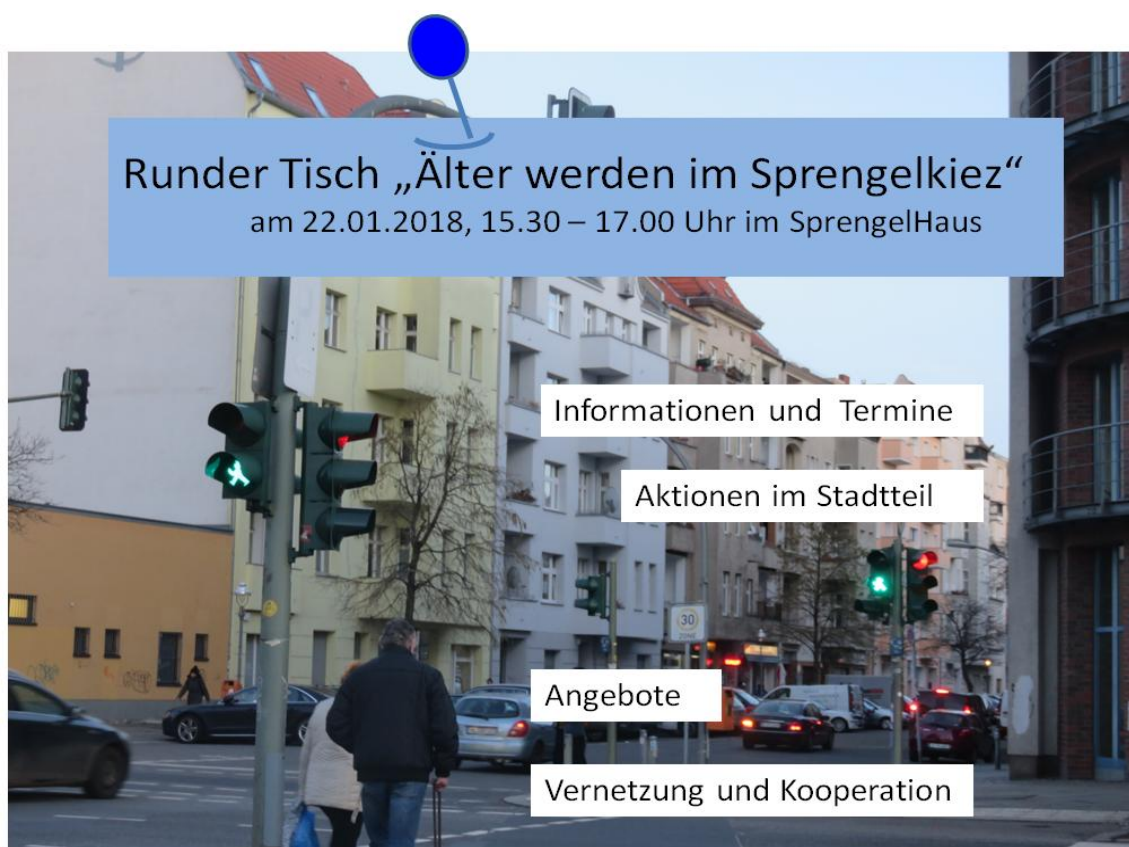 Runder Tisch „Älter werden im Sprengelkiez“
am 22.01.2018, 15.30 – 17.00 Uhr im SprengelHaus
Informationen und Termine
Aktionen im Stadtteil
30
ZONE
Angebote
Vernetzung und Kooperation